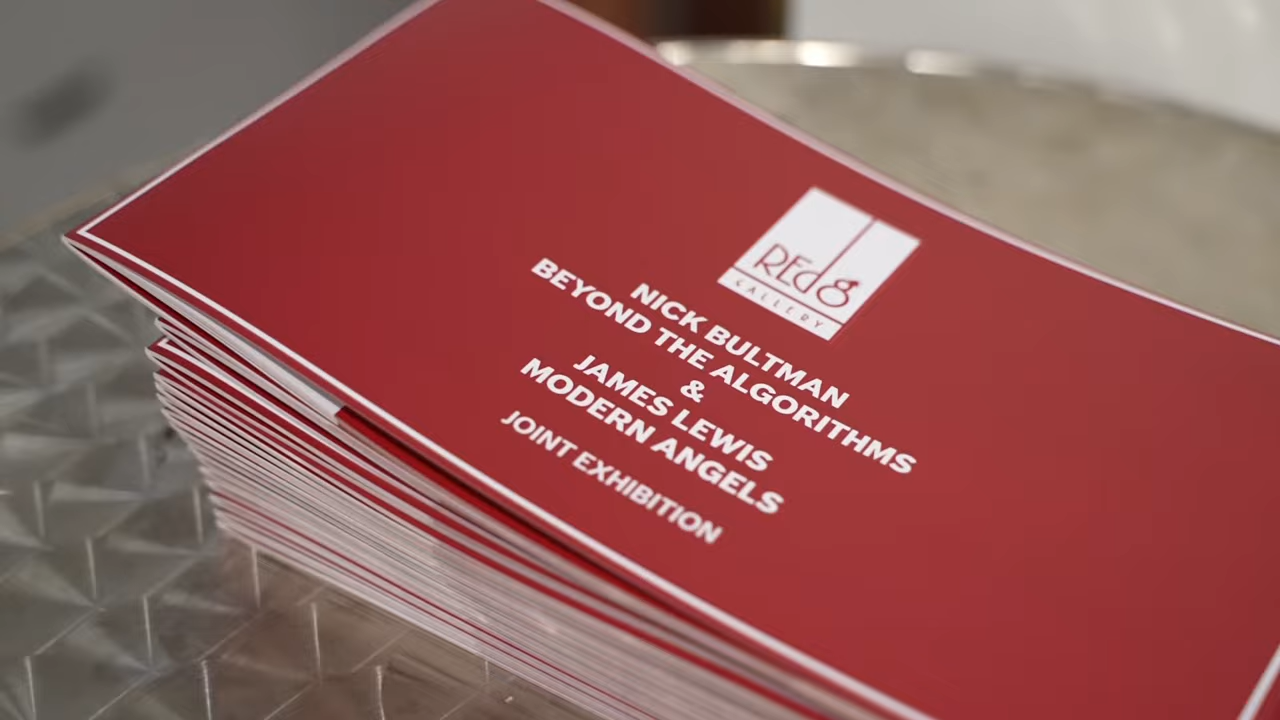 RED8
GALLERY
NICK BULTMAN
BEYOND THE ALGORITHMS
&
JAMES LEWIS
MODERN ANGELS
JOINT EXHIBITION